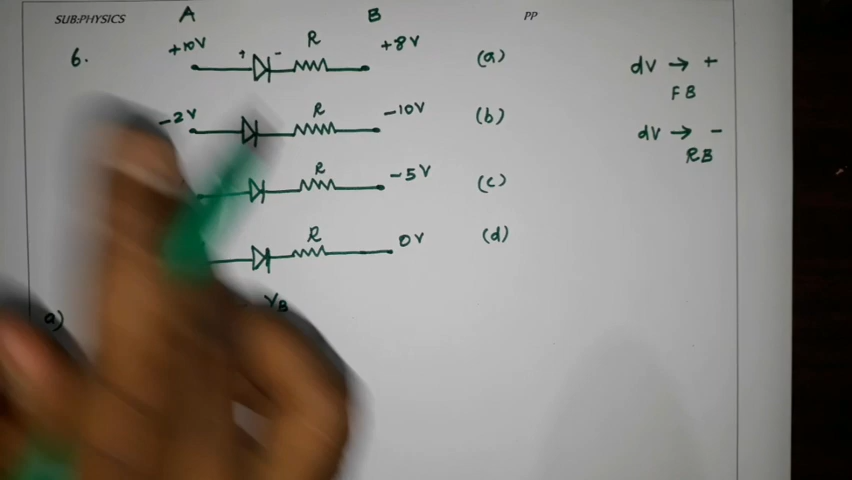 SUB:PHYSICS A B PP
6. +10V + - R +8V (a) dV → +
FB
-2V R -10V (b) dV → -
RB
R -5V (c)
R 0V (d)
a) VB